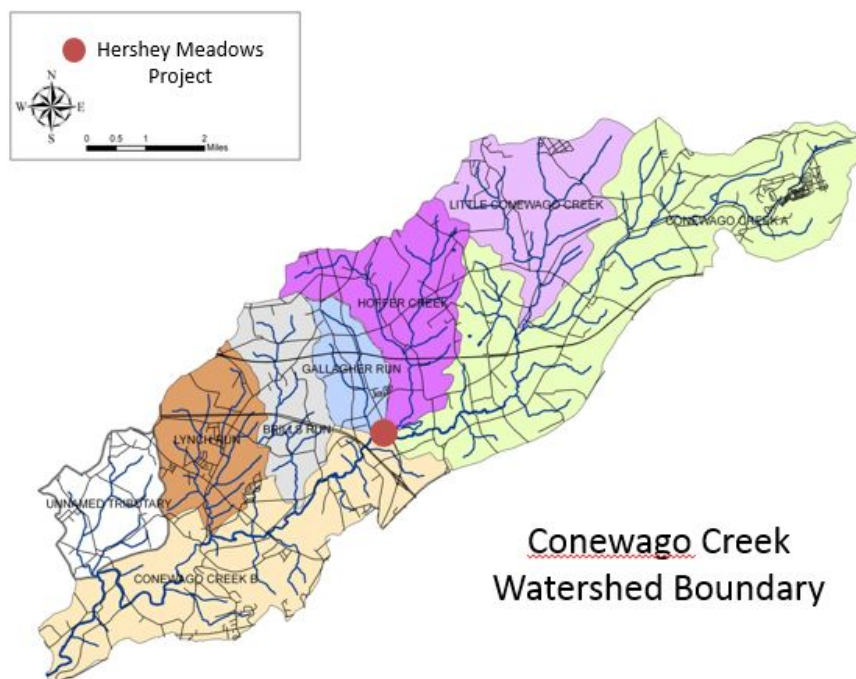 Hershey Meadows
Project
N
W E
S
0 0.5 1 2
Miles
LITTLE CONEWAGO CREEK
CONEWAGO CREEK A
HOFFER CREEK
GALLAGHER RUN
BRILLS RUN
LYNCH RUN
UNNAMED TRIBUTARY
CONEWAGO CREEK B
Conewago Creek
Watershed Boundary